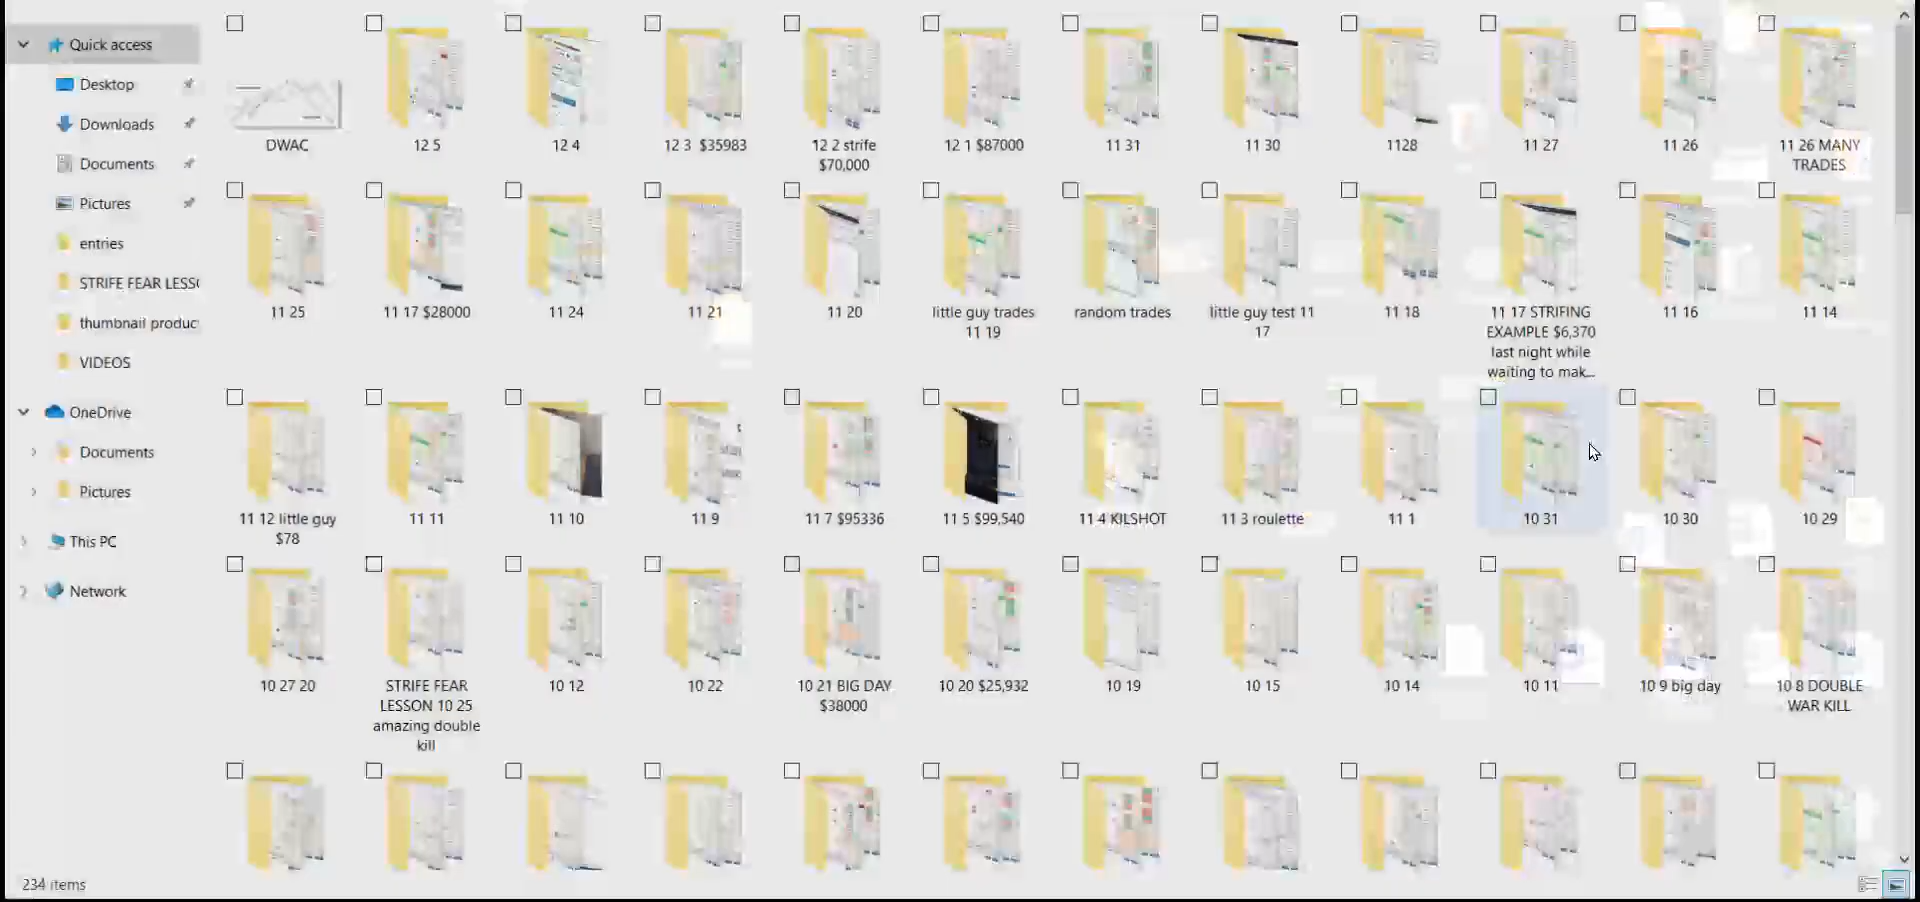 Quick access
Desktop
Downloads
Documents
Pictures
entries
STRIFE FEAR LESS
thumbnail produc
VIDEOS
OneDrive
Documents
Pictures
This PC
Network
DWAC
12 5
12 4
12 3 $35983
12 2 strife
$70,000
12 1 $87000
11 31
11 30
1128
11 27
11 26
11 26 MANY
TRADES
11 25
11 17 $28000
11 24
11 21
11 20
little guy trades
11 19
random trades
little guy test 11
17
11 18
11 17 STRIFING
EXAMPLE $6,370
last night while
waiting to mak...
11 16
11 14
11 12 little guy
$78
11 11
11 10
11 9
11 7 $95336
11 5 $99,540
11 4 KILSHOT
11 3 roulette
11 1
10 31
10 30
10 29
10 27 20
STRIFE FEAR
LESSON 10 25
amazing double
kill
10 12
10 22
10 21 BIG DAY
$38000
10 20 $25,932
10 19
10 15
10 14
10 11
10 9 big day
10 8 DOUBLE
WAR KILL
234 items